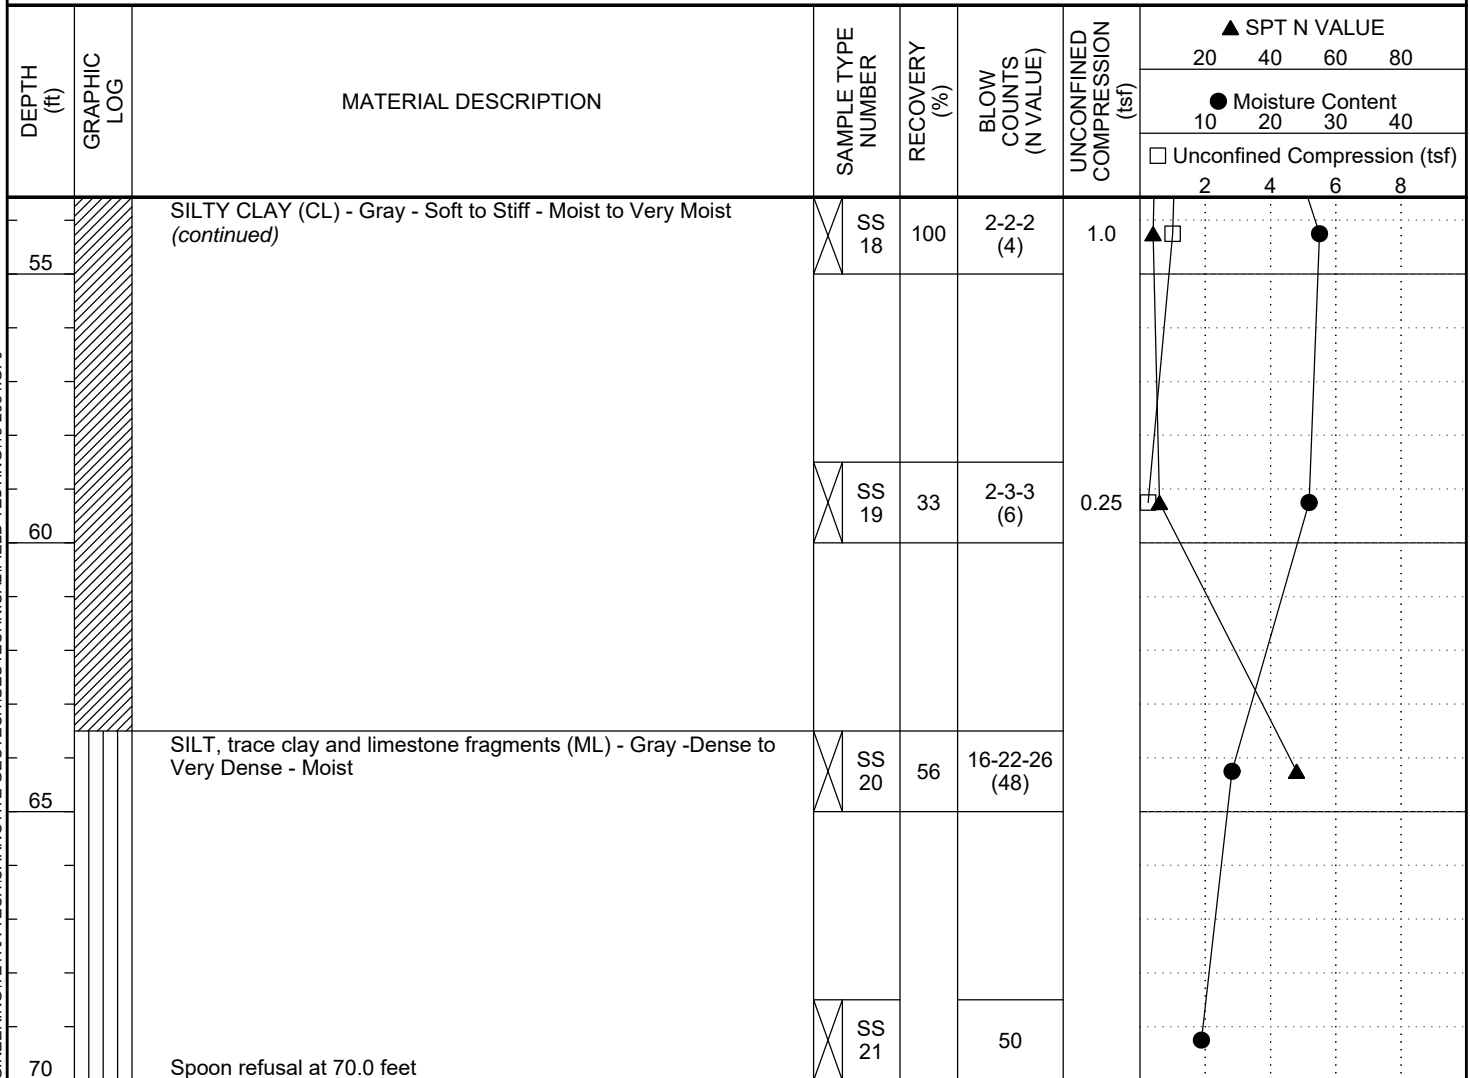 DEPTH
(ft)
GRAPHIC
LOG
MATERIAL DESCRIPTION
SAMPLE TYPE
NUMBER
RECOVERY
(%)
BLOW
COUNTS
(N VALUE)
UNCONFINED
COMPRESSION
(tsf)
▲ SPT N VALUE
20 40 60 80
● Moisture Content
10 20 30 40
□ Unconfined Compression (tsf)
2 4 6 8
SILTY CLAY (CL) - Gray - Soft to Stiff - Moist to Very Moist
(continued)
SS
18
100
2-2-2
(4)
1.0
55
SS
19
33
2-3-3
(6)
0.25
60
SILT, trace clay and limestone fragments (ML) - Gray -Dense to
Very Dense - Moist
SS
20
56
16-22-26
(48)
65
SS
21
50
70
Spoon refusal at 70.0 feet